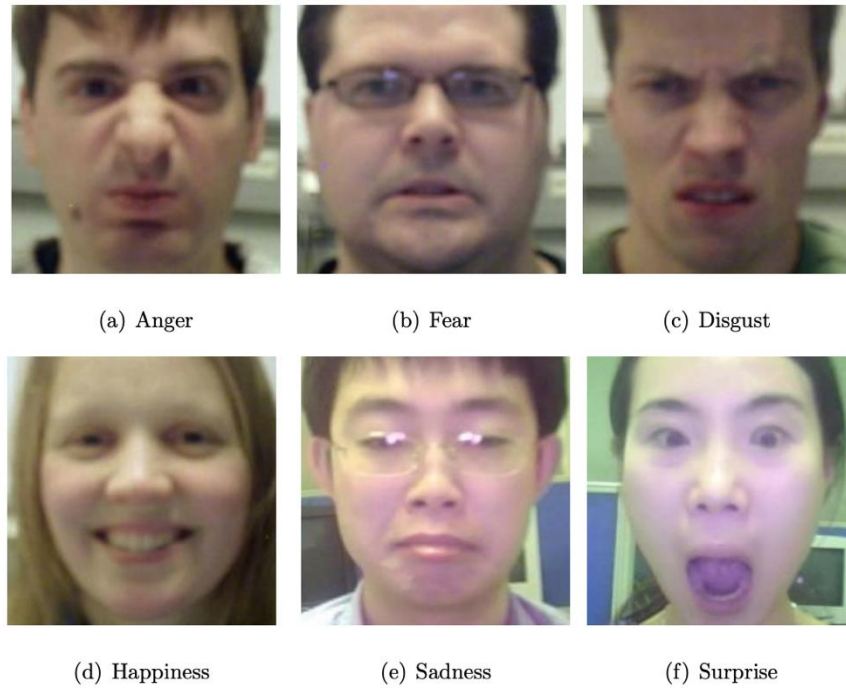 (a) Anger
(b) Fear
(c) Disgust
(d) Happiness
(e) Sadness
(f) Surprise